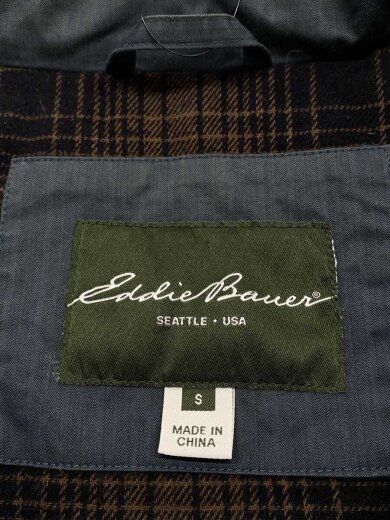 Eddie Bauer®
SEATTLE • USA
S
MADE IN
CHINA